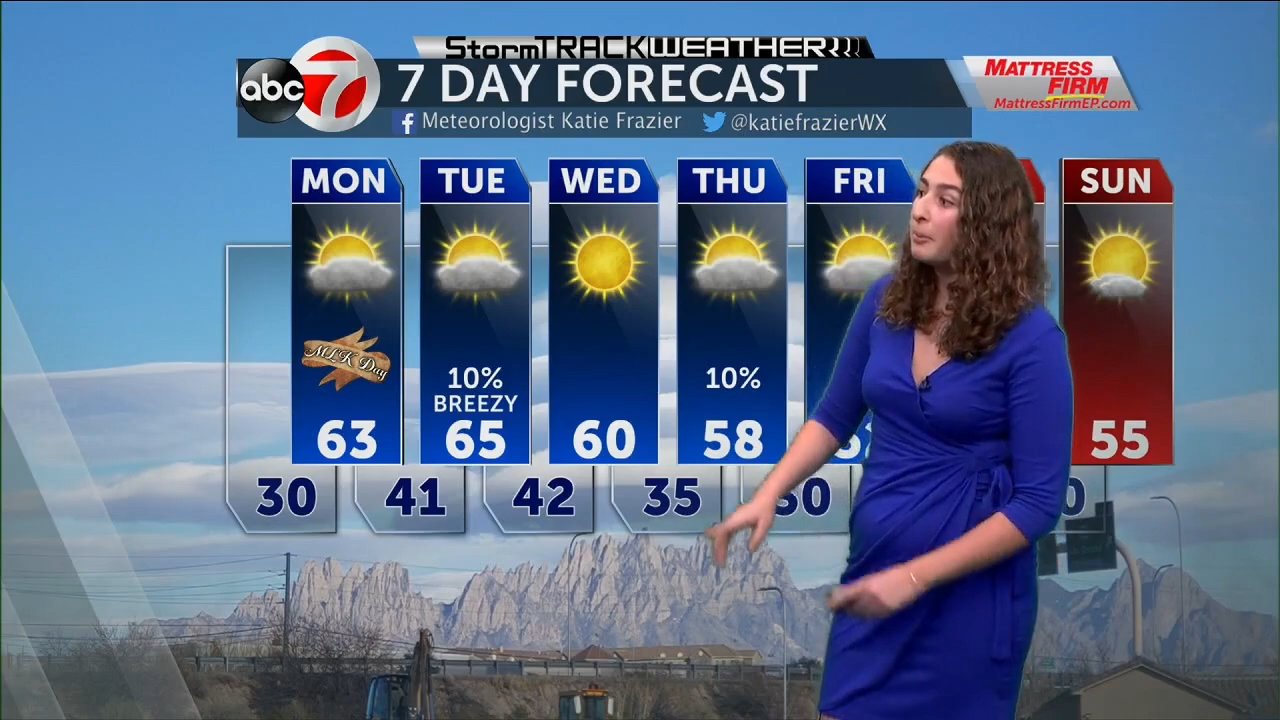 StormTRACKWEATHER
abc 7
7 DAY FORECAST
MATTRESS
FIRM
MattressFirmEP.com
f Meteorologist Katie Frazier @katiefrazierWX
MON TUE WED THU FRI SUN
MLK Day
10% 10%
BREEZY
63 65 60 58 55
30 41 42 35